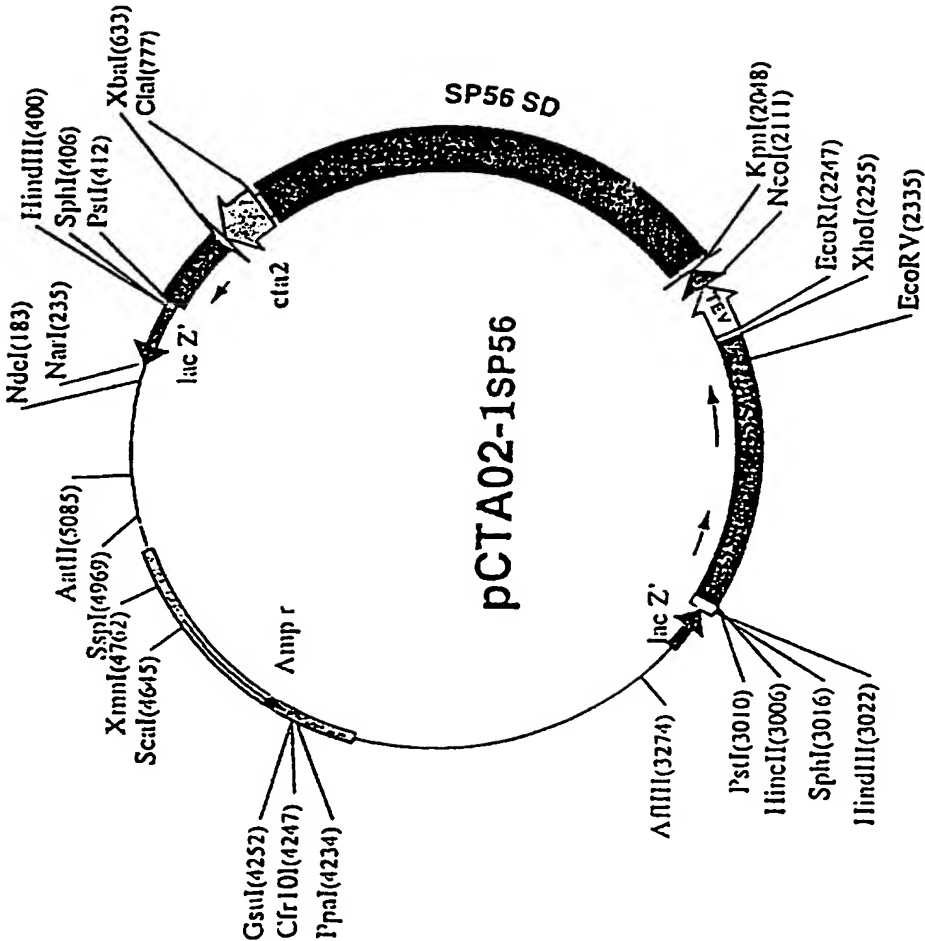 HindIII(400)
SphI(406)
PstI(412)
XbaI(633)
ClaI(777)
SP56 SD
KpnI(2048)
NcoI(2111)
EcoRI(2247)
XhoI(2255)
EcoRV(2335)
NdeI(183)
NarI(235)
lac Z'
cta2
TEV
pCTA02-1SP56
AatII(5085)
SspI(4969)
XmnI(4762)
ScaI(4645)
Amp r
GsuI(4252)
Cfr10I(4247)
PpaI(4234)
lac Z'
AflIII(3274)
PstI(3010)
HincII(3006)
SphI(3016)
HindIII(3022)